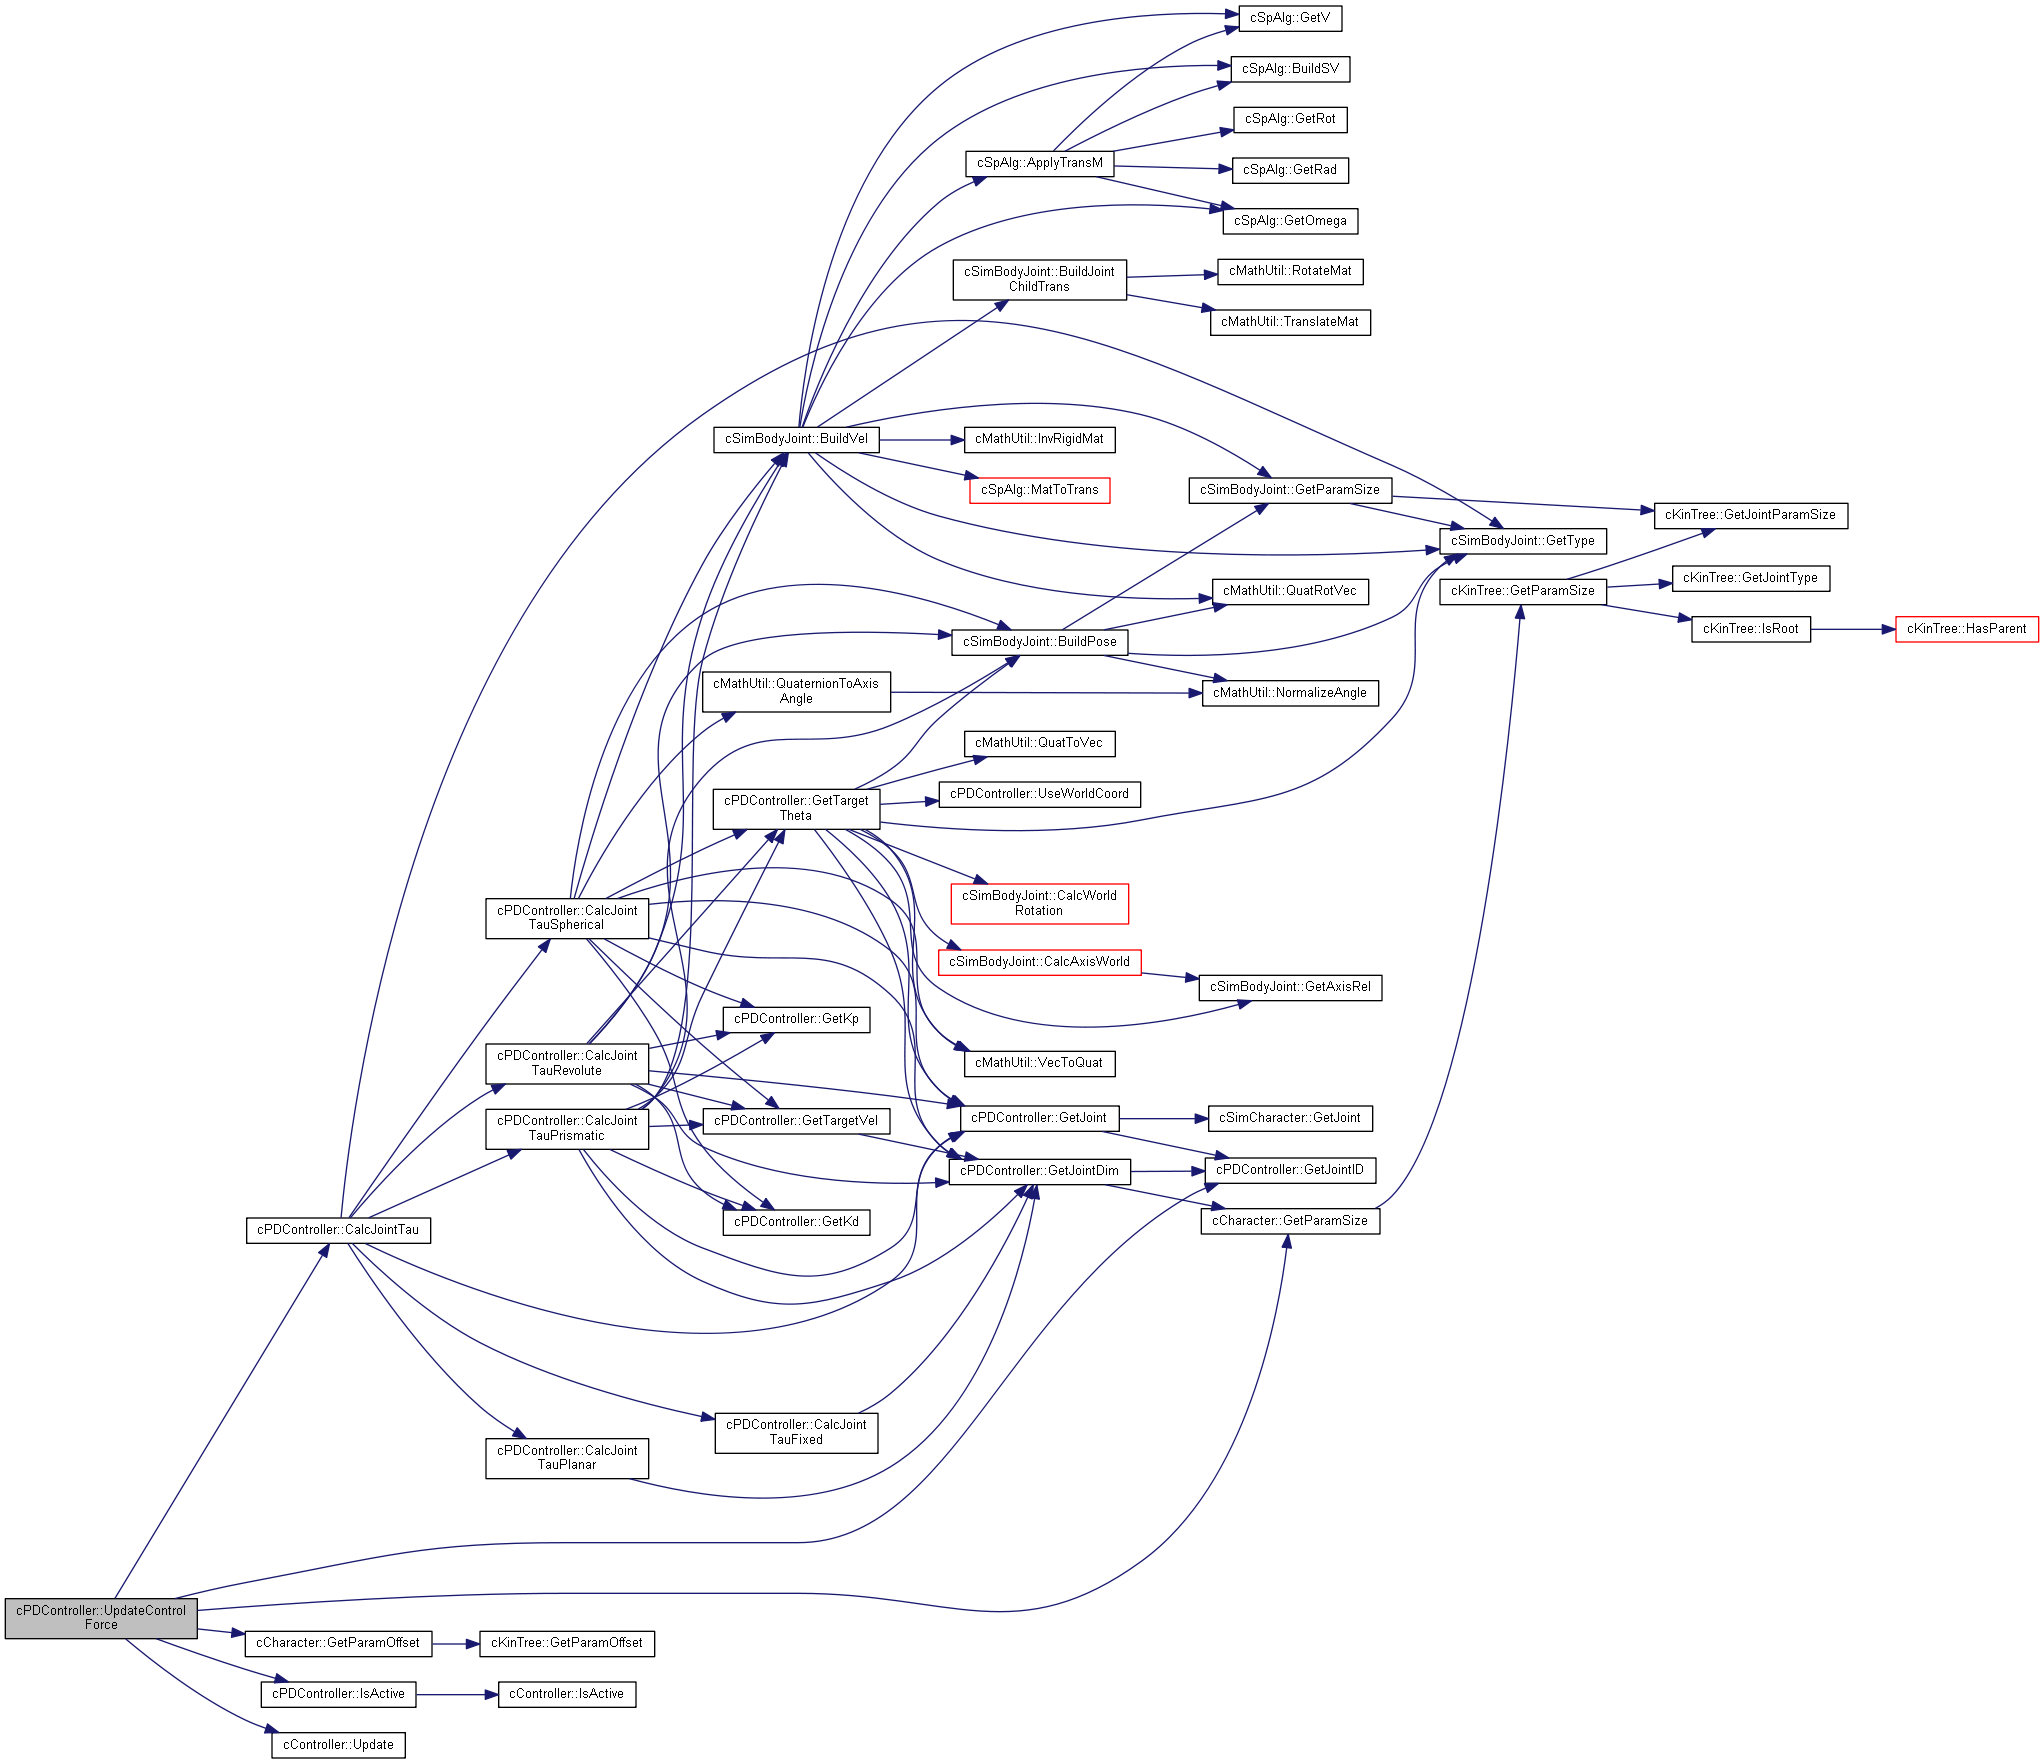 cSpAlg::GetV
cSpAlg::BuildSV
cSpAlg::GetRot
cSpAlg::ApplyTransM
cSpAlg::GetRad
cSpAlg::GetOmega
cSimBodyJoint::BuildJoint
ChildTrans
cMathUtil::RotateMat
cMathUtil::TranslateMat
cSimBodyJoint::BuildVel
cMathUtil::InvRigidMat
cSpAlg::MatToTrans
cSimBodyJoint::GetParamSize
cKinTree::GetJointParamSize
cSimBodyJoint::GetType
cKinTree::GetJointType
cMathUtil::QuatRotVec
cKinTree::GetParamSize
cKinTree::IsRoot
cKinTree::HasParent
cSimBodyJoint::BuildPose
cMathUtil::QuaternionToAxis
Angle
cMathUtil::NormalizeAngle
cMathUtil::QuatToVec
cPDController::UseWorldCoord
cPDController::GetTarget
Theta
cSimBodyJoint::CalcWorld
Rotation
cPDController::CalcJoint
TauSpherical
cSimBodyJoint::CalcAxisWorld
cSimBodyJoint::GetAxisRel
cPDController::GetKp
cPDController::CalcJoint
TauRevolute
cMathUtil::VecToQuat
cPDController::CalcJoint
TauPrismatic
cPDController::GetTargetVel
cPDController::GetJoint
cSimCharacter::GetJoint
cPDController::GetJointDim
cPDController::GetJointID
cPDController::GetKd
cCharacter::GetParamSize
cPDController::CalcJointTau
cPDController::CalcJoint
TauFixed
cPDController::CalcJoint
TauPlanar
cPDController::UpdateControl
Force
cCharacter::GetParamOffset
cKinTree::GetParamOffset
cPDController::IsActive
cController::IsActive
cController::Update